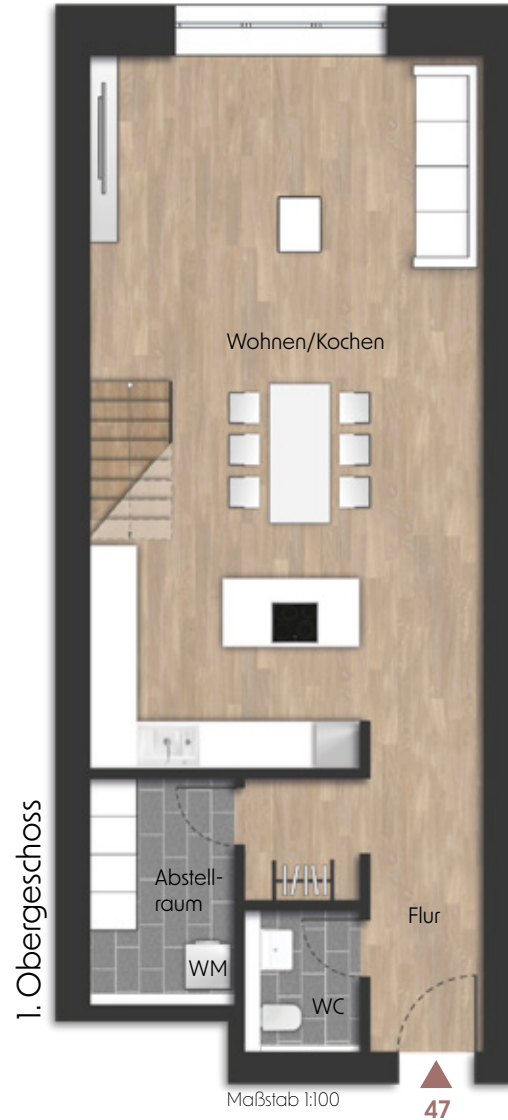 Wohnen/Kochen
1. Obergeschoss
Abstell-
raum
WM
Flur
WC
Maßstab 1:100
47